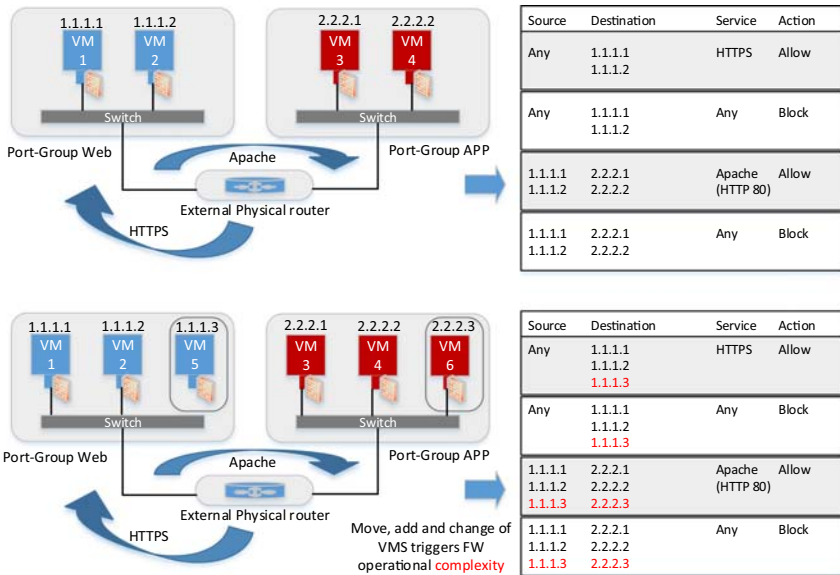 1.1.1.1 1.1.1.2 2.2.2.1 2.2.2.2
VM 1 VM 2 VM 3 VM 4
Switch Switch
Port-Group Web Apache Port-Group APP
External Physical router
HTTPS
Source Destination Service Action
Any 1.1.1.1 HTTPS Allow
1.1.1.2
Any 1.1.1.1 Any Block
1.1.1.2
1.1.1.1 2.2.2.1 Apache Allow
1.1.1.2 2.2.2.2 (HTTP 80)
1.1.1.1 2.2.2.1 Any Block
1.1.1.2 2.2.2.2
1.1.1.1 1.1.1.2 1.1.1.3 2.2.2.1 2.2.2.2 2.2.2.3
VM 1 VM 2 VM 5 VM 3 VM 4 VM 6
Switch Switch
Port-Group Web Apache Port-Group APP
External Physical router
HTTPS
Move, add and change of
VMS triggers FW
operational complexity
Source Destination Service Action
Any 1.1.1.1 HTTPS Allow
1.1.1.2
1.1.1.3
Any 1.1.1.1 Any Block
1.1.1.2
1.1.1.3
1.1.1.1 2.2.2.1 Apache Allow
1.1.1.2 2.2.2.2 (HTTP 80)
1.1.1.3 2.2.2.3
1.1.1.1 2.2.2.1 Any Block
1.1.1.2 2.2.2.2
1.1.1.3 2.2.2.3